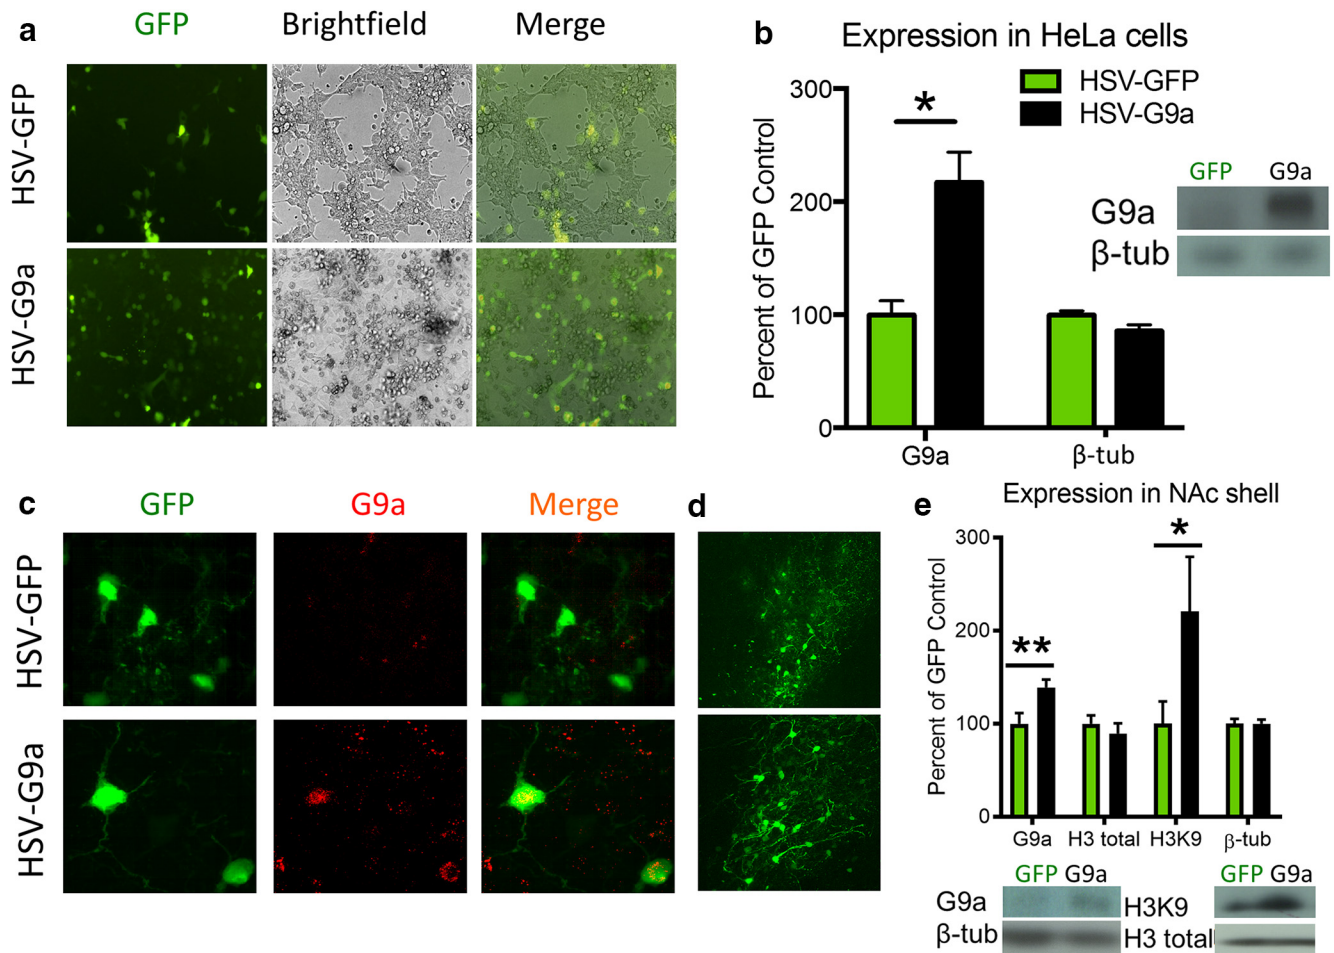 a
GFP Brightfield Merge
HSV-GFP
HSV-G9a
b
Expression in HeLa cells
HSV-GFP
HSV-G9a
Percent of GFP Control
300
200
100
0
*
G9a β-tub
GFP G9a
G9a
β-tub
c
GFP G9a Merge
HSV-GFP
HSV-G9a
d
e
Expression in NAc shell
Percent of GFP Control
300
200
100
0
**
*
G9a H3 total H3K9 β-tub
GFP G9a
G9a
β-tub
GFP G9a
H3K9
H3 total